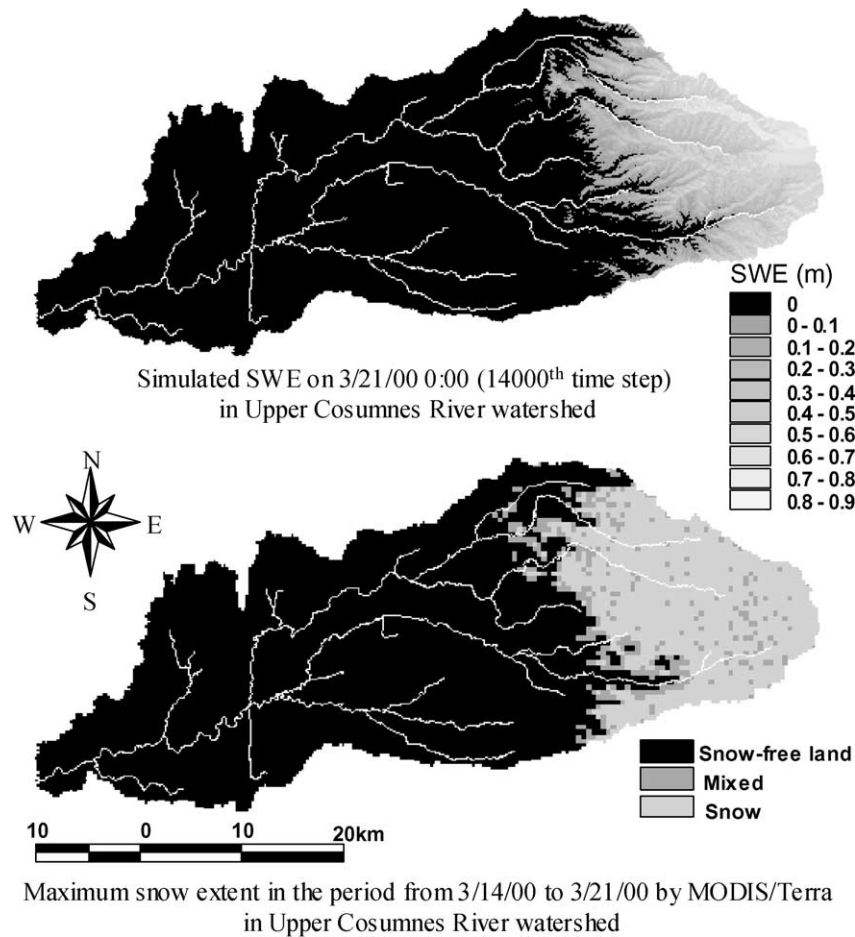 SWE (m)
0
0 - 0.1
0.1 - 0.2
0.2 - 0.3
0.3 - 0.4
0.4 - 0.5
0.5 - 0.6
0.6 - 0.7
0.7 - 0.8
0.8 - 0.9
Simulated SWE on 3/21/00 0:00 (14000th time step)
in Upper Cosumnes River watershed
N
W E
S
Snow-free land
Mixed
Snow
10 0 10 20km
Maximum snow extent in the period from 3/14/00 to 3/21/00 by MODIS/Terra
in Upper Cosumnes River watershed